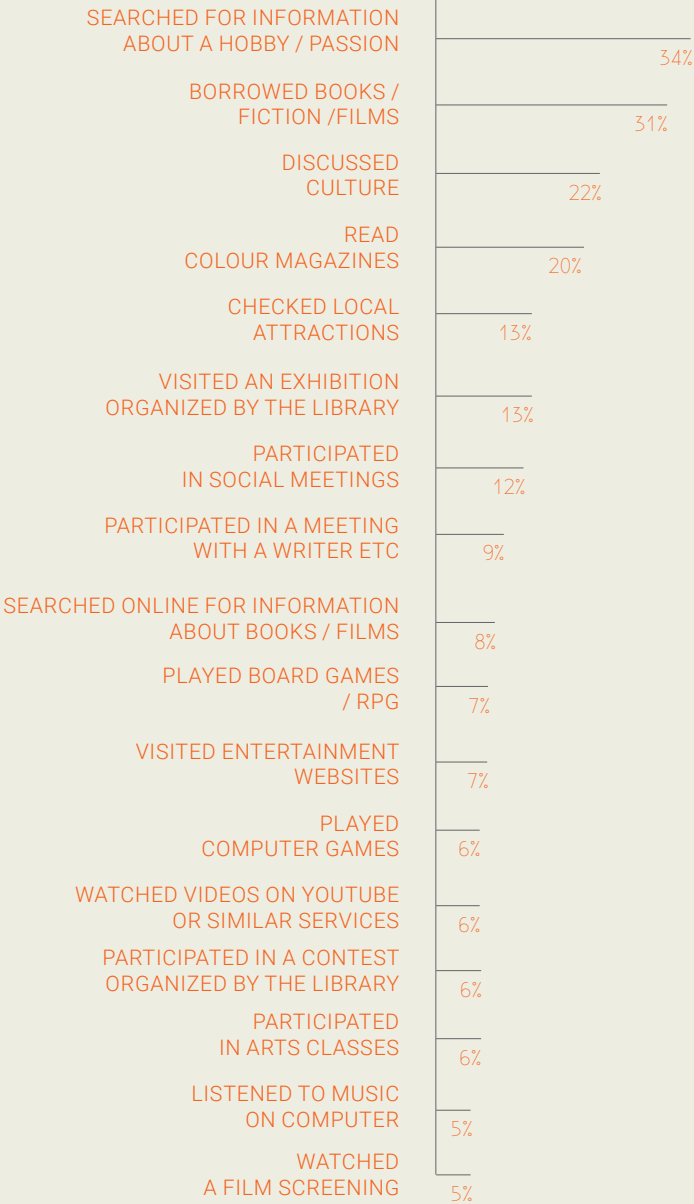 SEARCHED FOR INFORMATION
ABOUT A HOBBY / PASSION
34%
BORROWED BOOKS /
FICTION /FILMS
31%
DISCUSSED
CULTURE
22%
READ
COLOUR MAGAZINES
20%
CHECKED LOCAL
ATTRACTIONS
13%
VISITED AN EXHIBITION
ORGANIZED BY THE LIBRARY
13%
PARTICIPATED
IN SOCIAL MEETINGS
12%
PARTICIPATED IN A MEETING
WITH A WRITER ETC
9%
SEARCHED ONLINE FOR INFORMATION
ABOUT BOOKS / FILMS
8%
PLAYED BOARD GAMES
/ RPG
7%
VISITED ENTERTAINMENT
WEBSITES
7%
PLAYED
COMPUTER GAMES
6%
WATCHED VIDEOS ON YOUTUBE
OR SIMILAR SERVICES
6%
PARTICIPATED IN A CONTEST
ORGANIZED BY THE LIBRARY
6%
PARTICIPATED
IN ARTS CLASSES
6%
LISTENED TO MUSIC
ON COMPUTER
5%
WATCHED
A FILM SCREENING
5%